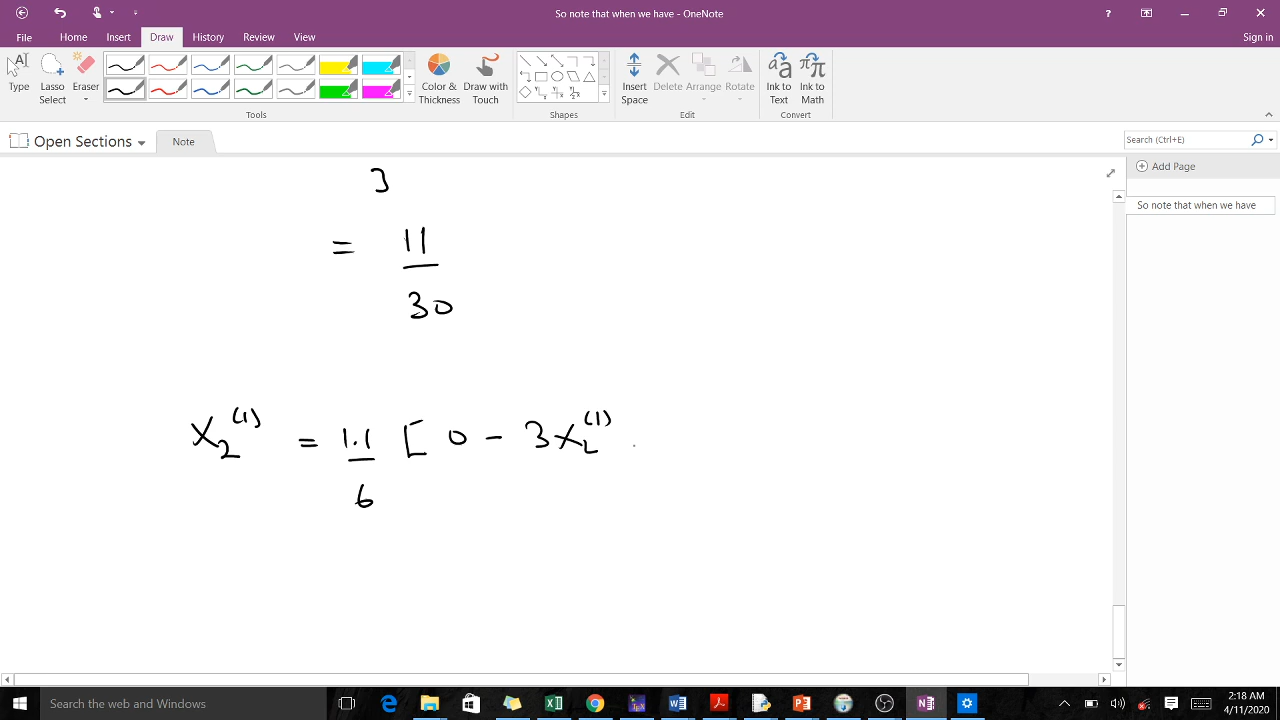 So note that when we have - OneNote
?
File Home Insert Draw History Review View Sign in
Type Lasso Select Eraser Color & Thickness Draw with Touch Insert Space Delete Arrange Rotate Ink to Text Ink to Math
Tools Shapes Edit Convert
Open Sections Note Search (Ctrl+E)
Add Page
So note that when we have
3
= 11
30
X₂⁽¹⁾ = 1.1 [ 0 - 3X₂⁽¹⁾
6
Search the web and Windows
2:18 AM
4/11/2020